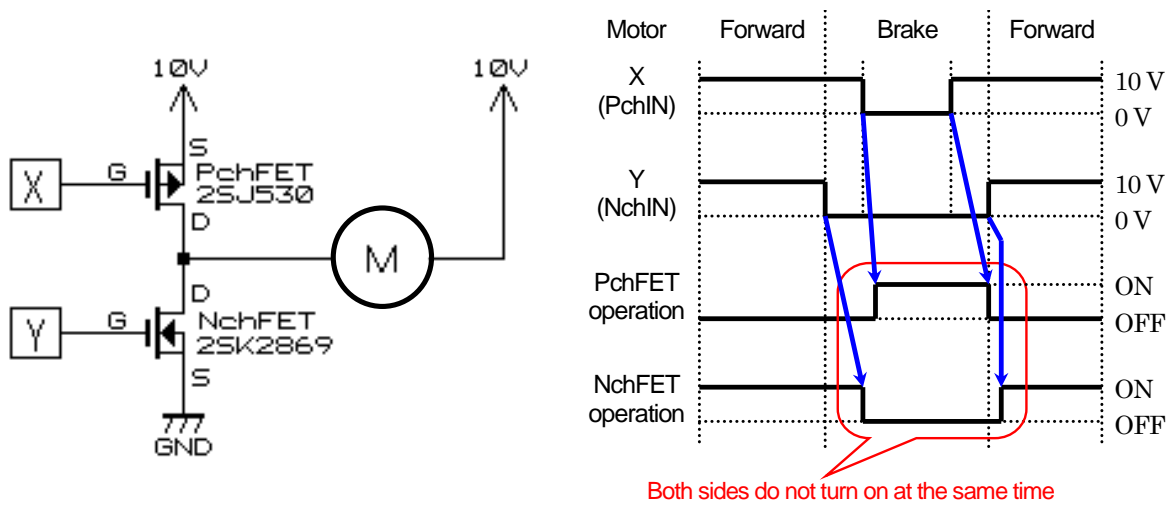 10V
10V
X
G
S
PchFET
2SJ530
D
M
D
Y
G
NchFET
2SK2869
S
GND
Motor Forward Brake Forward
X
(PchIN)
10 V
0 V
Y
(NchIN)
10 V
0 V
PchFET
operation
ON
OFF
NchFET
operation
ON
OFF
Both sides do not turn on at the same time